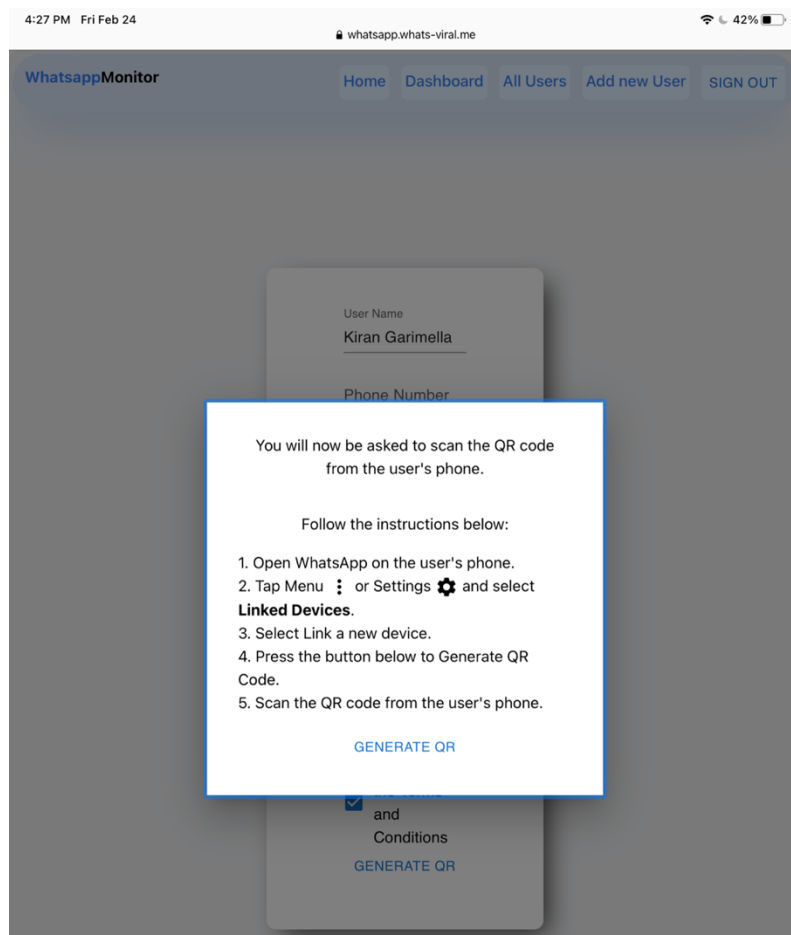 4:27 PM Fri Feb 24
42%
whatsapp.whats-viral.me
WhatsappMonitor Home Dashboard All Users Add new User SIGN OUT
User Name
Kiran Garimella
Phone Number
You will now be asked to scan the QR code
from the user's phone.
Follow the instructions below:
1. Open WhatsApp on the user's phone.
2. Tap Menu or Settings and select
Linked Devices.
3. Select Link a new device.
4. Press the button below to Generate QR
Code.
5. Scan the QR code from the user's phone.
GENERATE QR
and
Conditions
GENERATE QR